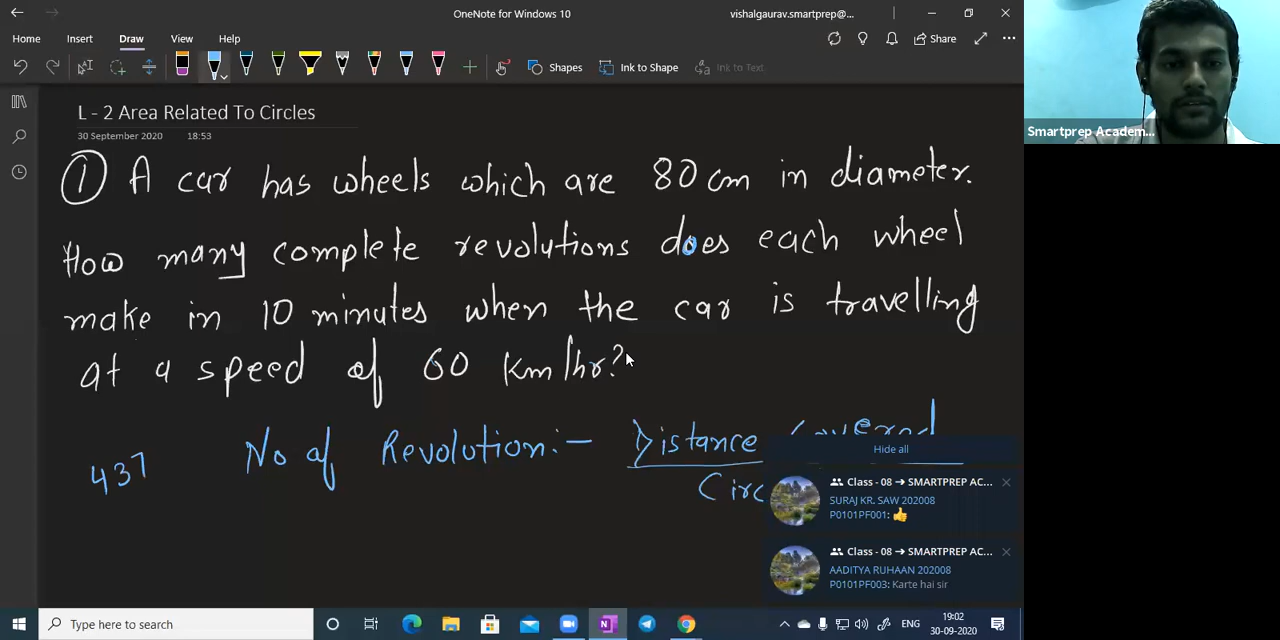 OneNote for Windows 10
vishalgaurav.smartprep@...
Home Insert Draw View Help
Share
Shapes
Ink to Shape
Ink to Text
L - 2 Area Related To Circles
30 September 2020 18:53
Smartprep Academ...
① A car has wheels which are 80 cm in diameter.
How many complete revolutions does each wheel
make in 10 minutes when the car is travelling
at a speed of 60 Km/hr?
No of Revolution :- Distance Covered
Circ
437
Hide all
Class - 08 → SMARTPREP AC...
SURAJ KR. SAW 202008
P0101PF001: 👍
Class - 08 → SMARTPREP AC...
AADITYA RUHAAN 202008
P0101PF003: Karte hai sir
Type here to search
ENG
19:02
30-09-2020